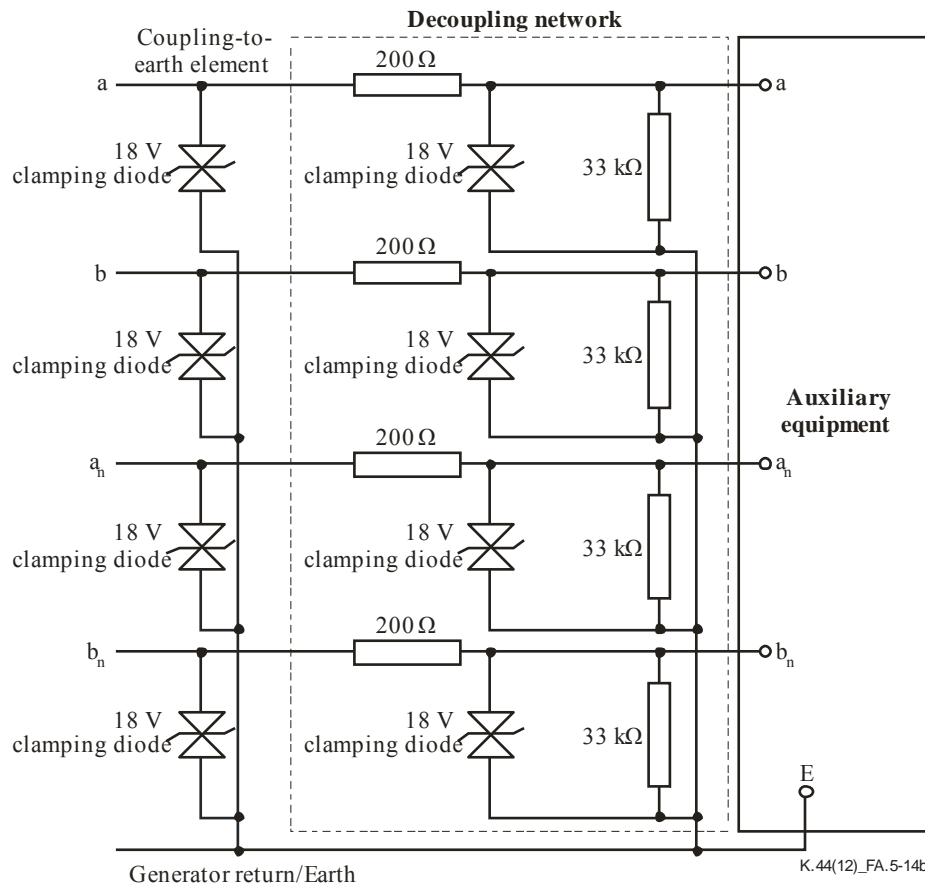 Decoupling network
Coupling-to-
earth element
200 Ω
a
a
18 V
clamping diode
18 V
clamping diode
33 kΩ
200 Ω
b
b
18 V
clamping diode
18 V
clamping diode
33 kΩ
Auxiliary
equipment
200 Ω
an
an
18 V
clamping diode
18 V
clamping diode
33 kΩ
200 Ω
bn
bn
18 V
clamping diode
18 V
clamping diode
33 kΩ
E
Generator return/Earth
K.44(12)_FA.5-14b